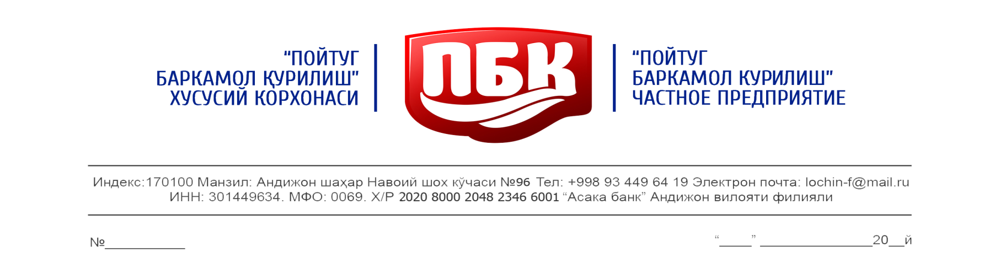 “ПОЙТУГ
БАРКАМОЛ ҚУРИЛИШ”
ХУСУСИЙ КОРХОНАСИ
ПБК
“ПОЙТУГ
БАРКАМОЛ КУРИЛИШ”
ЧАСТНОЕ ПРЕДПРИЯТИЕ
Индекс:170100 Манзил: Андижон шаҳар Навоий шох кўчаси №96 Тел: +998 93 449 64 19 Электрон почта: lochin-f@mail.ru
ИНН: 301449634. МФО: 0069. Х/Р 2020 8000 2048 2346 6001 “Асака банк” Андижон вилояти филияли
№___________
“____” ______________20__й